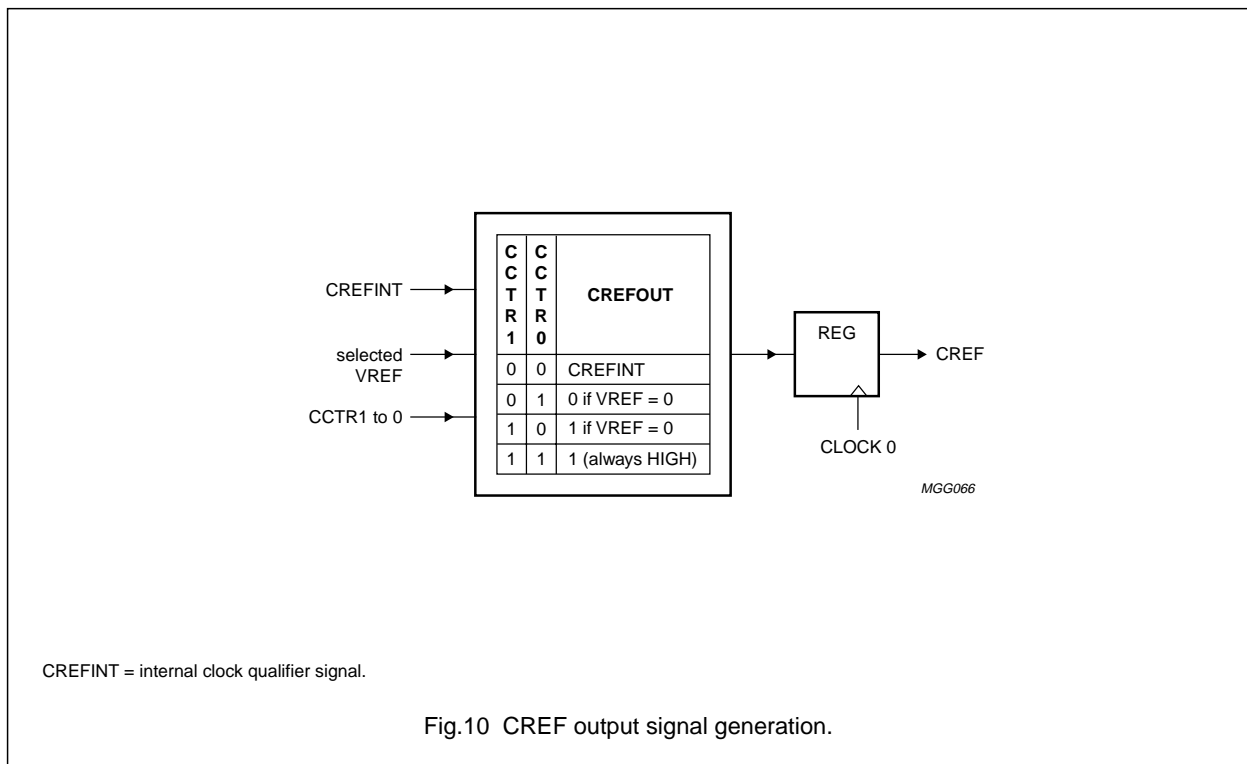 CREFINT
selected
VREF
CCTR1 to 0
CCTR1 CCTR0 CREFOUT
0 0 CREFINT
0 1 0 if VREF = 0
1 0 1 if VREF = 0
1 1 1 (always HIGH)
REG
CREF
CLOCK 0
MGG066
CREFINT = internal clock qualifier signal.
Fig.10 CREF output signal generation.